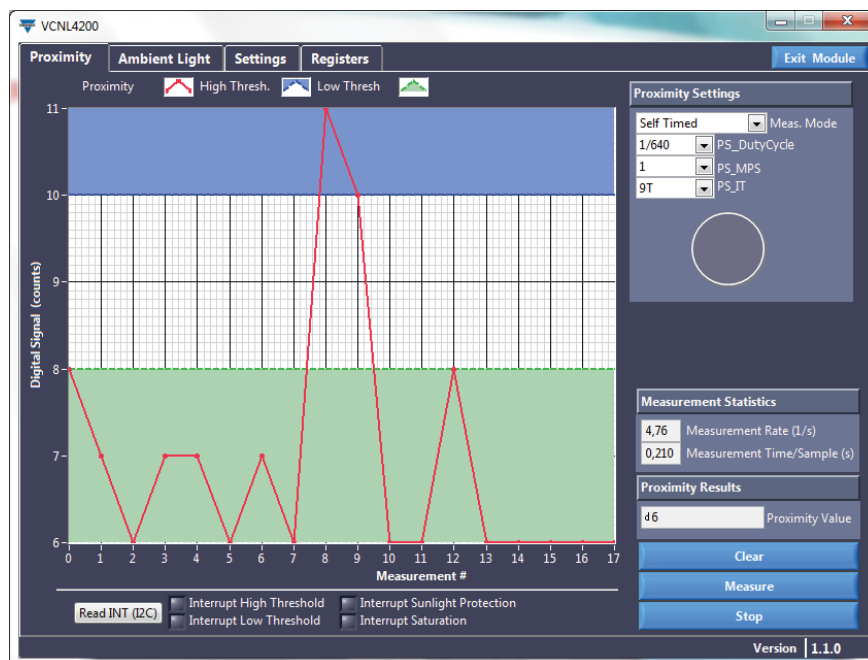 VCNL4200
Proximity Ambient Light Settings Registers Exit Module
Proximity High Thresh. Low Thresh
Proximity Settings
Self Timed Meas. Mode
1/640 PS_DutyCycle
1 PS_MPS
9T PS_IT
Digital Signal (counts)
11
10
9
8
7
6
0 1 2 3 4 5 6 7 8 9 10 11 12 13 14 15 16 17
Measurement #
Measurement Statistics
4,76 Measurement Rate (1/s)
0,210 Measurement Time/Sample (s)
Proximity Results
d 6 Proximity Value
Clear
Measure
Stop
Read INT (I2C)
Interrupt High Threshold Interrupt Sunlight Protection
Interrupt Low Threshold Interrupt Saturation
Version 1.1.0